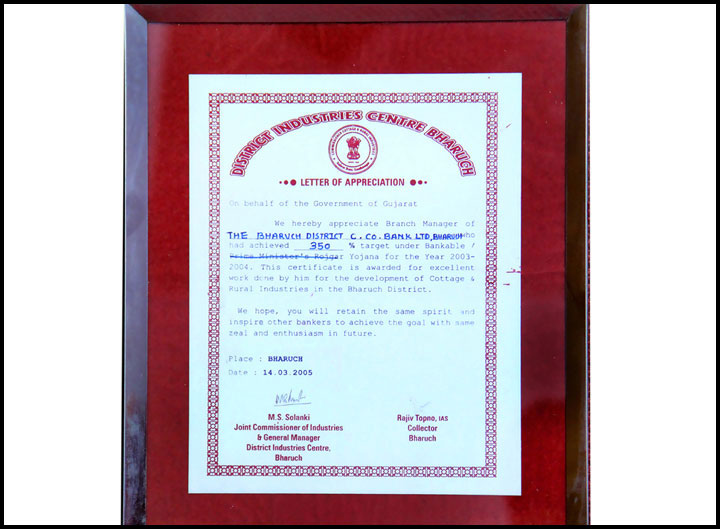 DISTRICT INDUSTRIES CENTRE BHARUCH
LETTER OF APPRECIATION
On behalf of the Government of Gujarat
We hereby appreciate Branch Manager of
THE BHARUCH DISTRICT C. CO. BANK LTD, BHARUCH who
had achieved 350 % target under Bankable /
Prime Minister's Rojgar Yojana for the Year 2003-
2004. This certificate is awarded for excellent
work done by him for the development of Cottage &
Rural Industries in the Bharuch District.
We hope, you will retain the same spirit and
inspire other bankers to achieve the goal with same
zeal and enthusiasm in future.
Place : BHARUCH
Date : 14.03.2005
M.S. Solanki
Joint Commissioner of Industries
& General Manager
District Industries Centre,
Bharuch
Rajiv Topno, IAS
Collector
Bharuch